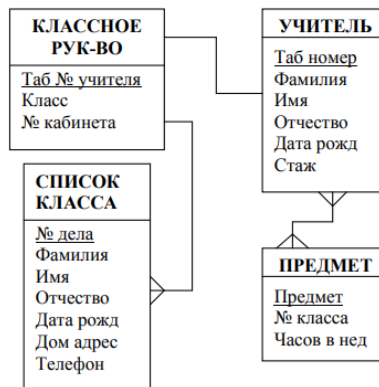 КЛАССНОЕ
РУК-ВО
Таб № учителя
Класс
№ кабинета
УЧИТЕЛЬ
Таб номер
Фамилия
Имя
Отчество
Дата рожд
Стаж
СПИСОК
КЛАССА
№ дела
Фамилия
Имя
Отчество
Дата рожд
Дом адрес
Телефон
ПРЕДМЕТ
Предмет
№ класса
Часов в нед